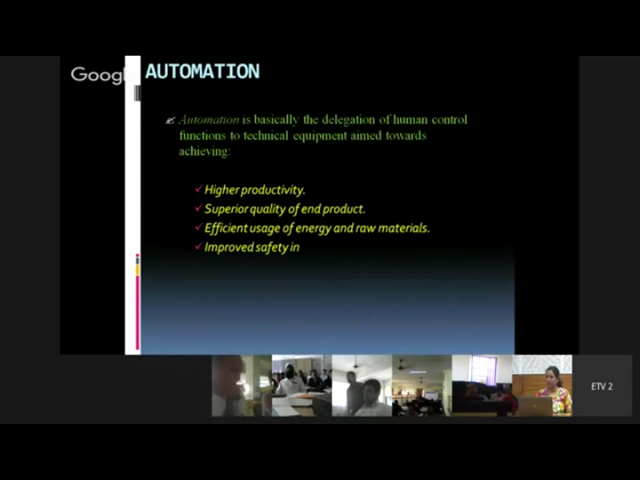 Google
AUTOMATION
Automation is basically the delegation of human control
functions to technical equipment aimed towards
achieving:
Higher productivity.
Superior quality of end product.
Efficient usage of energy and raw materials.
Improved safety in
ETV 2